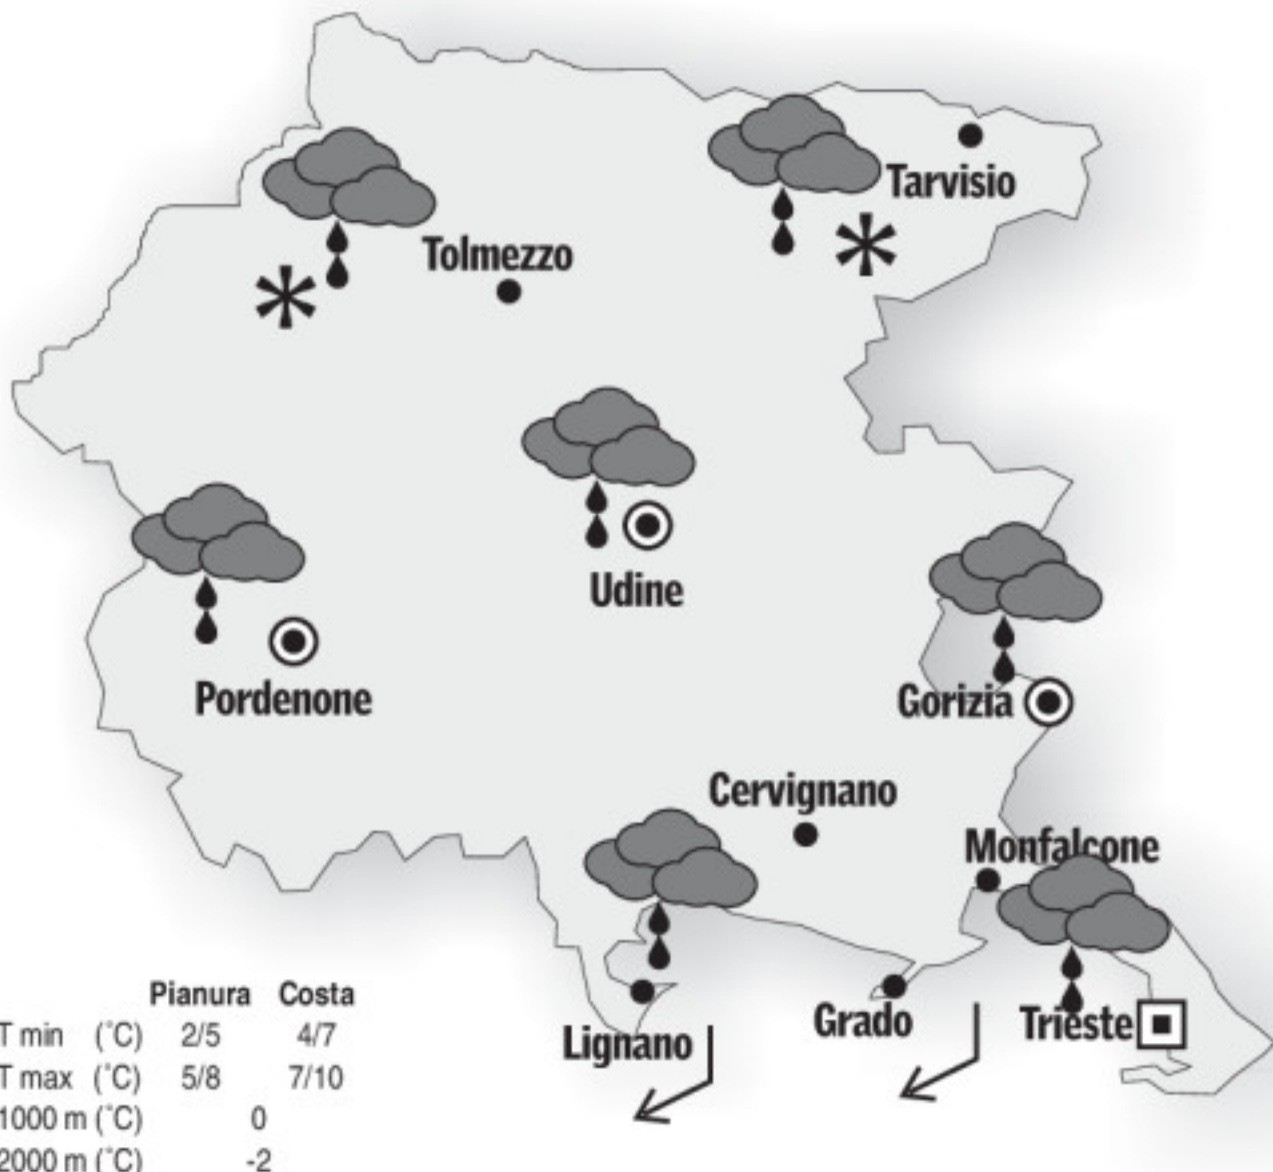 Tarvisio
Tolmezzo
Udine
Pordenone
Gorizia
Cervignano
Monfalcone
Lignano
Grado
Trieste
Pianura Costa
T min (°C) 2/5 4/7
T max (°C) 5/8 7/10
1000 m (°C) 0
2000 m (°C) -2